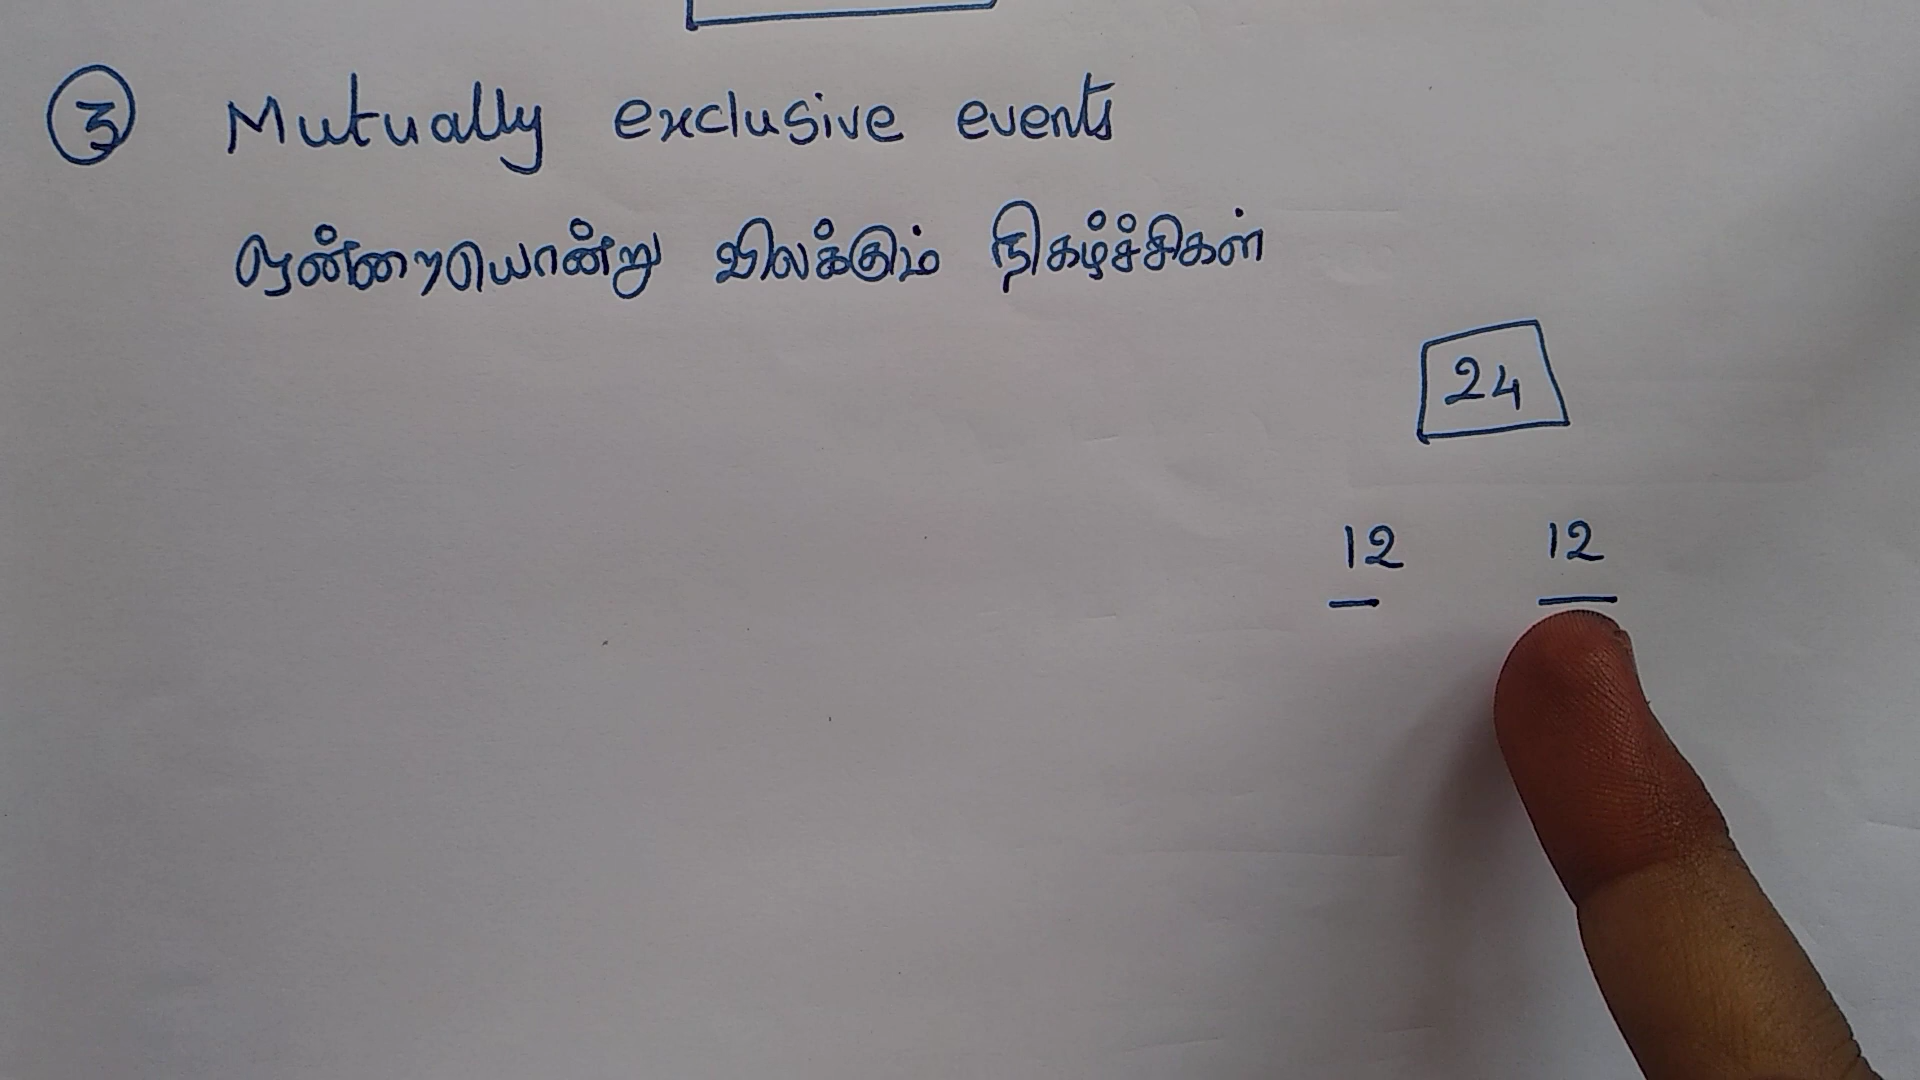 3 Mutually exclusive events
ஒன்றையொன்று விலக்கும் நிகழ்ச்சிகள்
24
12 12